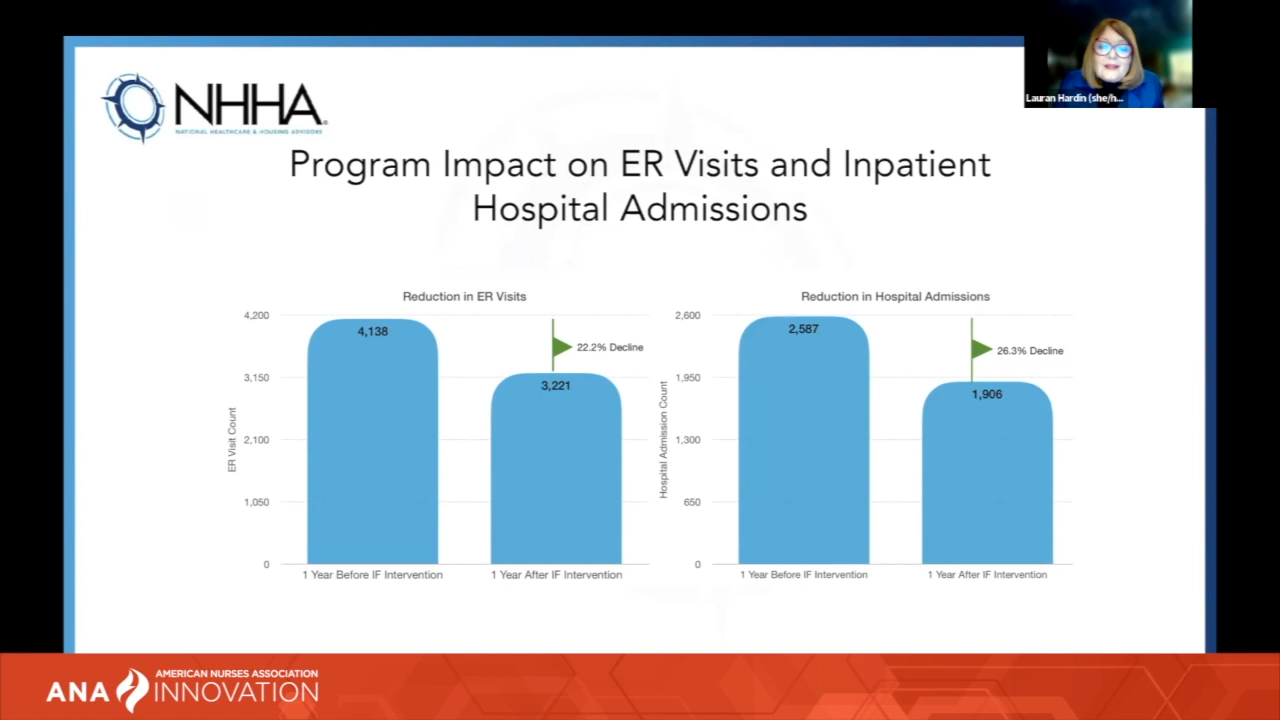 Lauran Hardin (she/h...
NHHA
NATIONAL HEALTHCARE & HOUSING ADVISORS
Program Impact on ER Visits and Inpatient
Hospital Admissions
Reduction in ER Visits
ER Visit Count
4,200
3,150
2,100
1,050
0
4,138
22.2% Decline
3,221
1 Year Before IF Intervention
1 Year After IF Intervention
Reduction in Hospital Admissions
Hospital Admission Count
2,600
1,950
1,300
650
0
2,587
26.3% Decline
1,906
1 Year Before IF Intervention
1 Year After IF Intervention
ANA
AMERICAN NURSES ASSOCIATION
INNOVATION